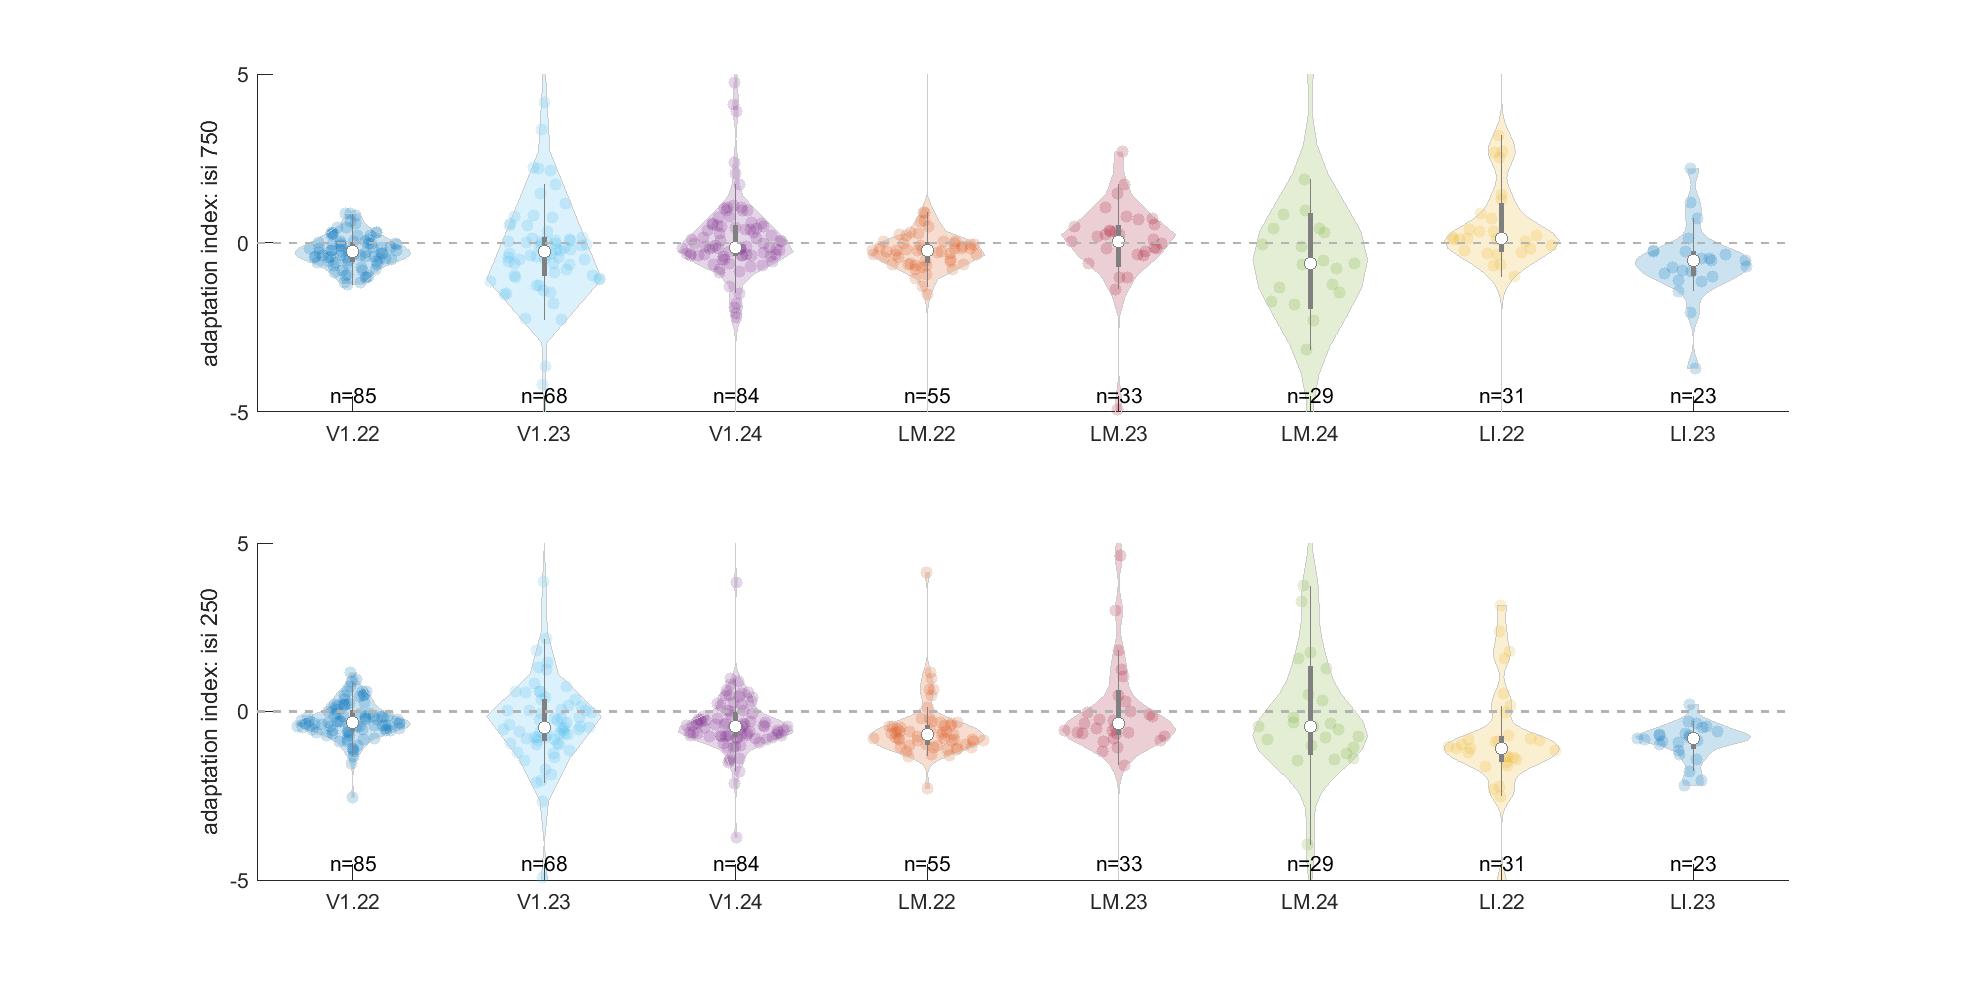 adaptation index: isi 750
5
0
-5
n=85 n=68 n=84 n=55 n=33 n=29 n=31 n=23
V1.22 V1.23 V1.24 LM.22 LM.23 LM.24 LI.22 LI.23
adaptation index: isi 250
5
0
-5
n=85 n=68 n=84 n=55 n=33 n=29 n=31 n=23
V1.22 V1.23 V1.24 LM.22 LM.23 LM.24 LI.22 LI.23